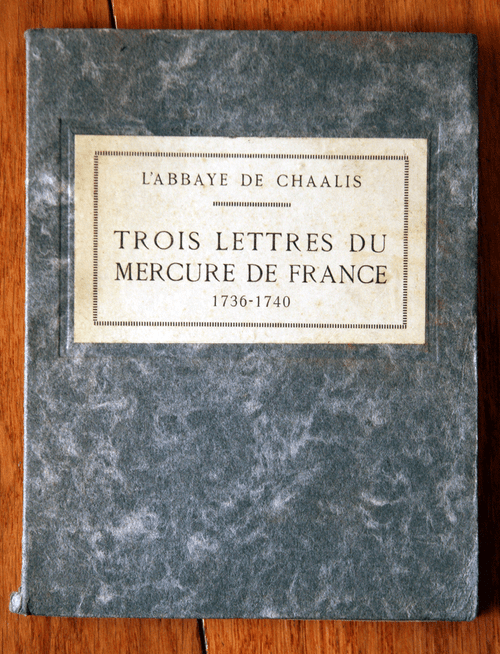 L'ABBAYE DE CHAALIS
TROIS LETTRES DU
MERCURE DE FRANCE
1736-1740